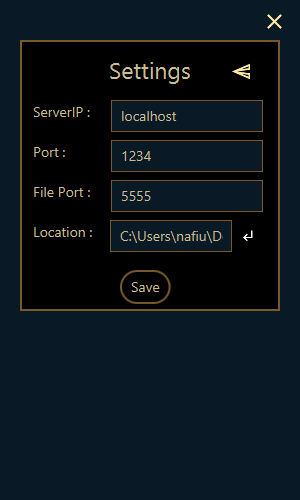 Settings
ServerIP : localhost
Port : 1234
File Port : 5555
Location : C:\Users\nafiu\D
Save